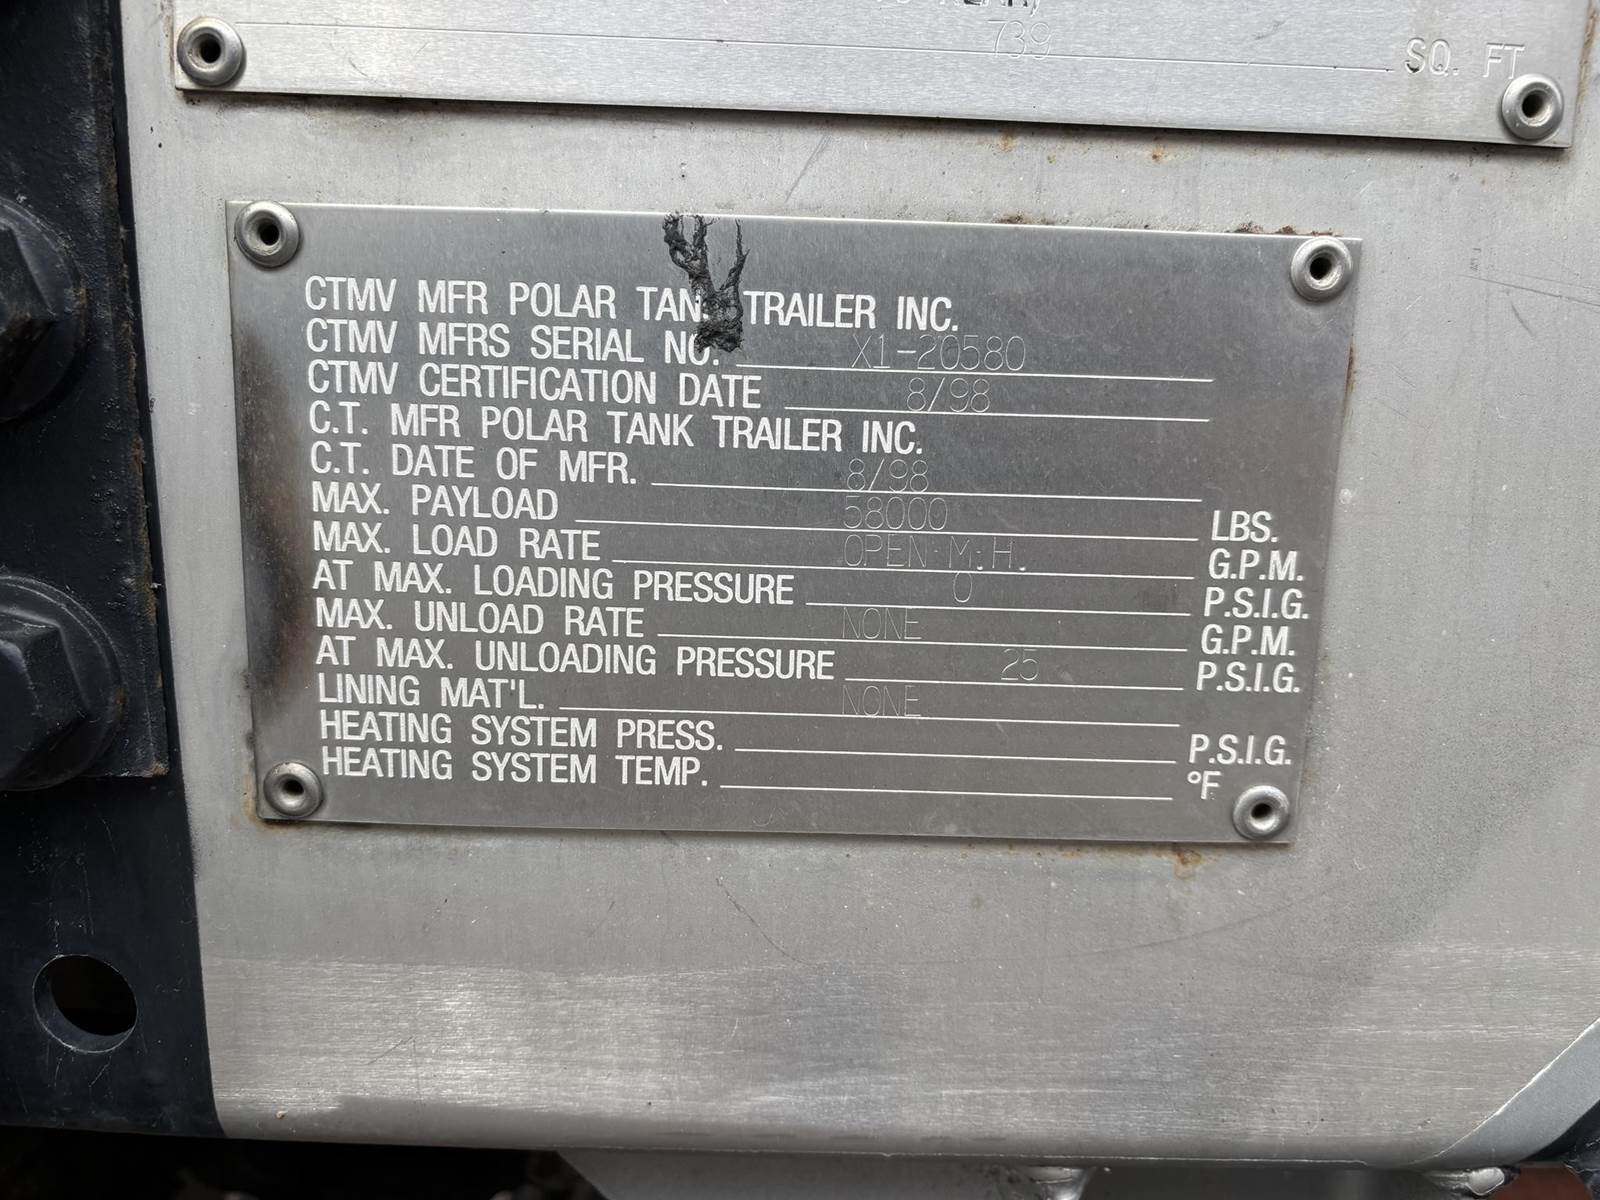 739 SQ. FT
CTMV MFR POLAR TANK TRAILER INC.
CTMV MFRS SERIAL NO. X1-20580
CTMV CERTIFICATION DATE 8/98
C.T. MFR POLAR TANK TRAILER INC.
C.T. DATE OF MFR. 8/98
MAX. PAYLOAD 58000 LBS.
MAX. LOAD RATE OPEN M.H. G.P.M.
AT MAX. LOADING PRESSURE 0 P.S.I.G.
MAX. UNLOAD RATE NONE G.P.M.
AT MAX. UNLOADING PRESSURE 25 P.S.I.G.
LINING MAT'L. NONE
HEATING SYSTEM PRESS. P.S.I.G.
HEATING SYSTEM TEMP. °F